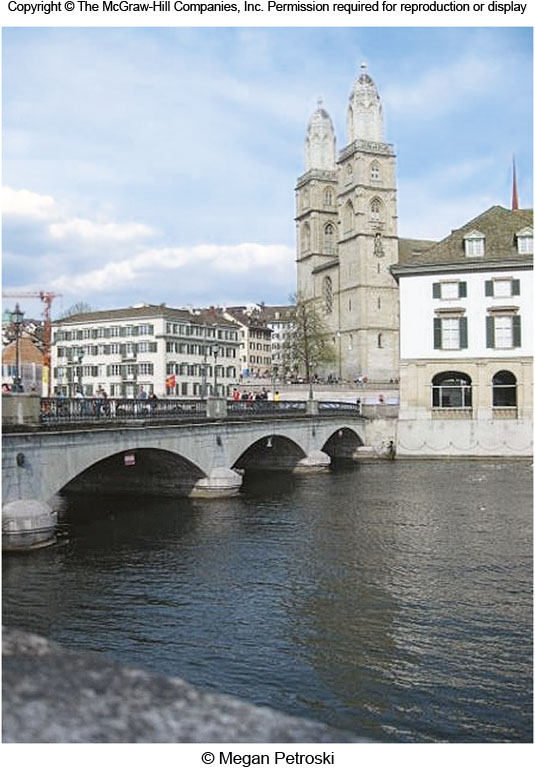 Copyright © The McGraw-Hill Companies, Inc. Permission required for reproduction or display
© Megan Petroski